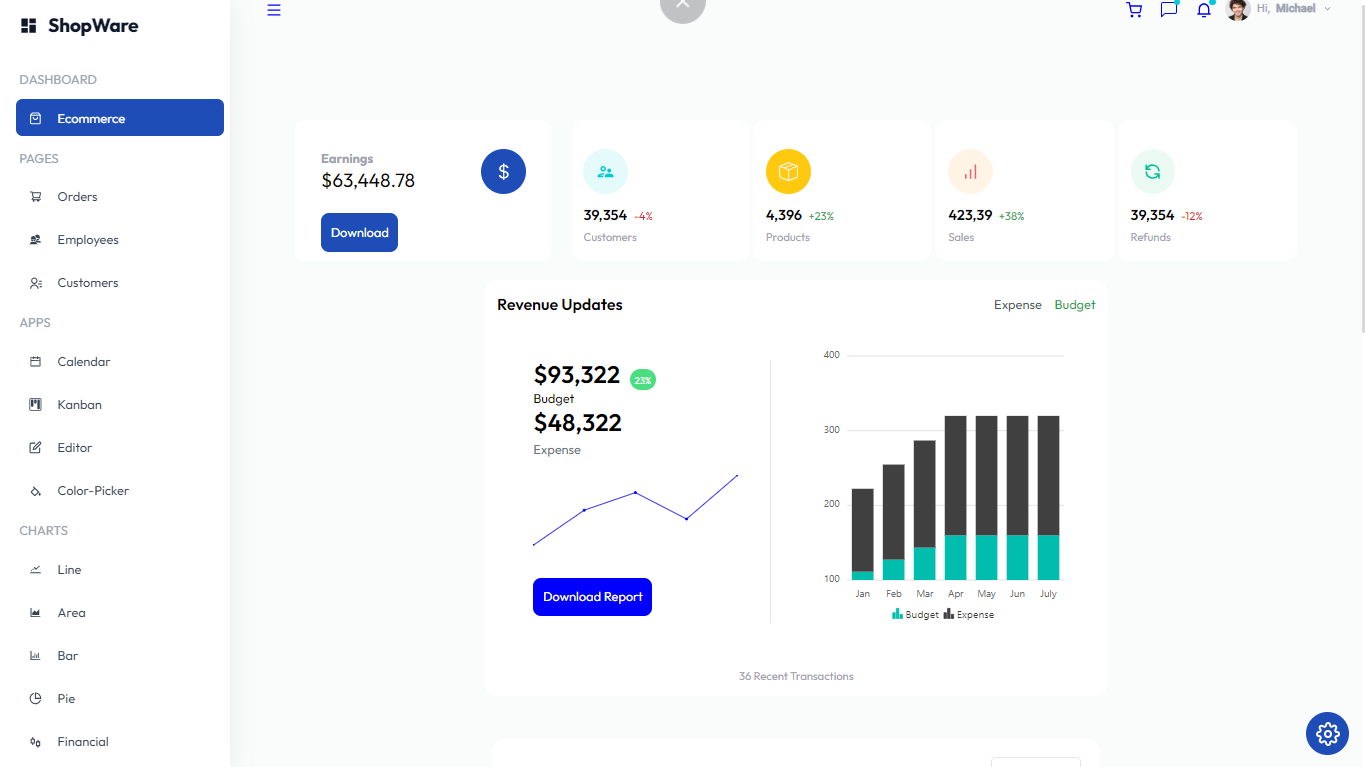 ShopWare
Hi, Michael
DASHBOARD
Ecommerce
PAGES
Orders
Employees
Customers
APPS
Calendar
Kanban
Editor
Color-Picker
CHARTS
Line
Area
Bar
Pie
Financial
Earnings
$63,448.78
$
Download
39,354 -4%
Customers
4,396 +23%
Products
423,39 +38%
Sales
39,354 -12%
Refunds
Revenue Updates
Expense Budget
$93,322 23%
Budget
$48,322
Expense
Download Report
400
300
200
100
Jan Feb Mar Apr May Jun July
Budget Expense
36 Recent Transactions